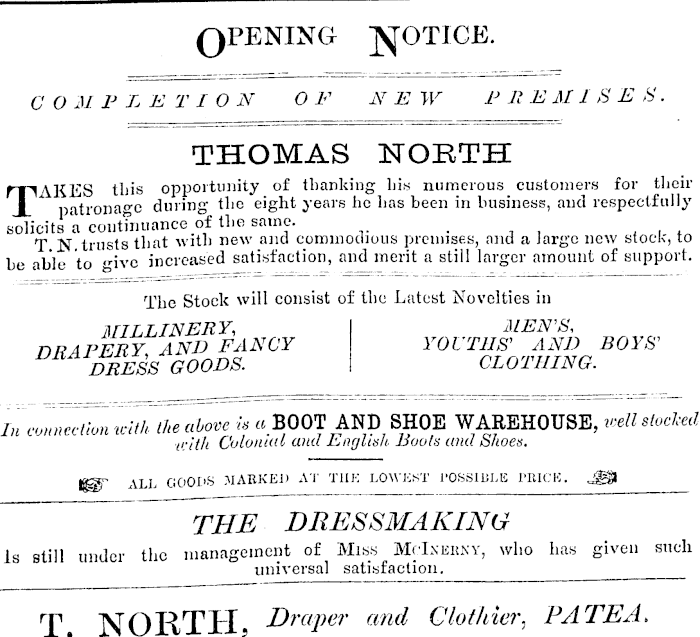 OPENING NOTICE.
COMPLETION OF NEW PREMISES.
THOMAS NORTH
TAKES this opportunity of thanking his numerous customers for their
patronage during the eight years he has been in business, and respectfully
solicits a continuance of the same.
T. N. trusts that with new and commodious premises, and a large new stock, to
be able to give increased satisfaction, and merit a still larger amount of support.
The Stock will consist of the Latest Novelties in
MILLINERY,
DRAPERY, AND FANCY
DRESS GOODS.
MEN'S,
YOUTHS' AND BOYS'
CLOTHING.
In connection with the above is a BOOT AND SHOE WAREHOUSE, well stocked
with Colonial and English Boots and Shoes.
ALL GOODS MARKED AT THE LOWEST POSSIBLE PRICE.
THE DRESSMAKING
Is still under the management of MISS MCINERNY, who has given such
universal satisfaction.
T. NORTH, Draper and Clothier, PATEA.